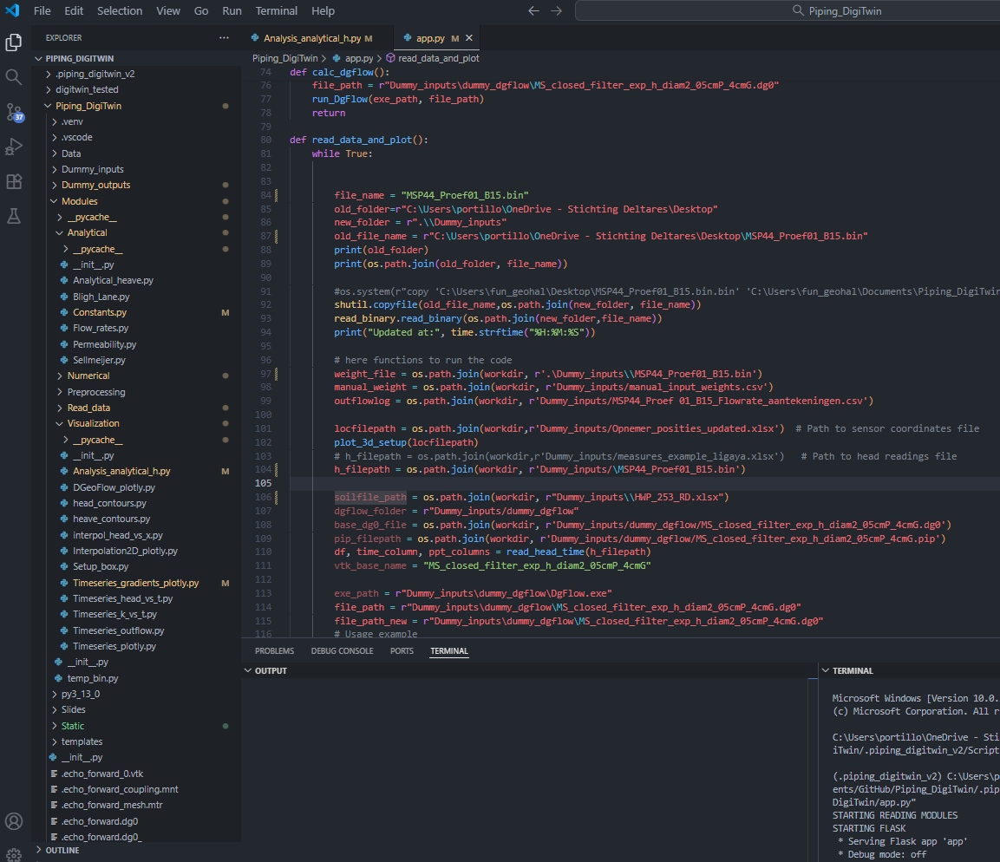 File Edit Selection View Go Run Terminal Help
Piping_DigiTwin
EXPLORER
PIPING_DIGITWIN
.piping_digitwin_v2
digitwin_tested
Piping_DigiTwin
.venv
.vscode
Data
Dummy_inputs
Dummy_outputs
Modules
__pycache__
Analytical
__pycache__
__init__.py
Analytical_heave.py
Bligh_Lane.py
Constants.py M
Flow_rates.py
Permeability.py
Sellmeijer.py
Numerical
Preprocessing
Read_data
Visualization
__pycache__
__init__.py
Analysis_analytical_h.py M
DGeoFlow_plotly.py
head_contours.py
heave_contours.py
interpol_head_vs_x.py
Interpolation2D_plotly.py
Setup_box.py
Timeseries_gradients_plotly.py M
Timeseries_head_vs_t.py
Timeseries_k_vs_t.py
Timeseries_outflow.py
Timeseries_plotly.py
__init__.py
temp_bin.py
py3_13_0
Slides
Static
templates
__init__.py
.echo_forward_0.vtk
.echo_forward_coupling.mnt
.echo_forward_mesh.mtr
.echo_forward.dg0
.echo_forward.dg0_
OUTLINE
37
Analysis_analytical_h.py M
app.py M
Piping_DigiTwin > app.py > read_data_and_plot
74 def calc_dgflow():
76 file_path = r"Dummy_inputs\dummy_dgflow\MS_closed_filter_exp_h_diam2_05cmP_4cmG.dg0"
77 run_DgFlow(exe_path, file_path)
78 return
79
80 def read_data_and_plot():
81 while True:
82
83
84 file_name = "MSP44_Proef01_B15.bin"
85 old_folder=r"C:\Users\portillo\OneDrive - Stichting Deltares\Desktop"
86 new_folder = r".\\Dummy_inputs"
87 old_file_name = r"C:\Users\portillo\OneDrive - Stichting Deltares\Desktop\MSP44_Proef01_B15.bin"
88 print(old_folder)
89 print(os.path.join(old_folder, file_name))
90
91 #os.system(r"copy 'C:\Users\fun_geohal\Desktop\MSP44_Proef01_B15.bin.bin' 'C:\Users\fun_geohal\Documents\Piping_DigiTwin
92 shutil.copyfile(old_file_name,os.path.join(new_folder, file_name))
93 read_binary.read_binary(os.path.join(new_folder,file_name))
94 print("Updated at:", time.strftime("%H:%M:%S"))
95
96 # here functions to run the code
97 weight_file = os.path.join(workdir, r'.\Dummy_inputs\\MSP44_Proef01_B15.bin')
98 manual_weight = os.path.join(workdir, r'Dummy_inputs/manual_input_weights.csv')
99 outflowlog = os.path.join(workdir, r'Dummy_inputs/MSP44_Proef 01_B15_Flowrate_aantekeningen.csv')
100
101 locfilepath = os.path.join(workdir,r'Dummy_inputs/Opnemer_posities_updated.xlsx') # Path to sensor coordinates file
102 plot_3d_setup(locfilepath)
103 # h_filepath = os.path.join(workdir,r'Dummy_inputs/measures_example_ligaya.xlsx') # Path to head readings file
104 h_filepath = os.path.join(workdir, r'Dummy_inputs/\MSP44_Proef01_B15.bin')
105
106 soilfile_path = os.path.join(workdir, r"Dummy_inputs\\HWP_253_RD.xlsx")
107 dgflow_folder = r"Dummy_inputs/dummy_dgflow"
108 base_dg0_file = os.path.join(workdir, r'Dummy_inputs/dummy_dgflow/MS_closed_filter_exp_h_diam2_05cmP_4cmG.dg0')
109 pip_filepath = os.path.join(workdir, r'Dummy_inputs/dummy_dgflow/MS_closed_filter_exp_h_diam2_05cmP_4cmG.pip')
110 df, time_column, ppt_columns = read_head_time(h_filepath)
111 vtk_base_name = "MS_closed_filter_exp_h_diam2_05cmP_4cmG"
112
113 exe_path = r"Dummy_inputs\dummy_dgflow\DgFlow.exe"
114 file_path = r"Dummy_inputs\dummy_dgflow\MS_closed_filter_exp_h_diam2_05cmP_4cmG.dg0"
115 file_path_new = r"Dummy_inputs\dummy_dgflow\MS_closed_filter_exp_h_diam2_05cmP_4cmG.dg0"
116 # Usage example
PROBLEMS DEBUG CONSOLE PORTS TERMINAL
OUTPUT
TERMINAL
Microsoft Windows [Version 10.0.
(c) Microsoft Corporation. All r
C:\Users\portillo\OneDrive - Sti
iTwin/.piping_digitwin_v2/Script
(.piping_digitwin_v2) C:\Users\p
ents/GitHub/Piping_DigiTwin/.pip
DigiTwin/app.py"
STARTING READING MODULES
STARTING FLASK
* Serving Flask app 'app'
* Debug mode: off